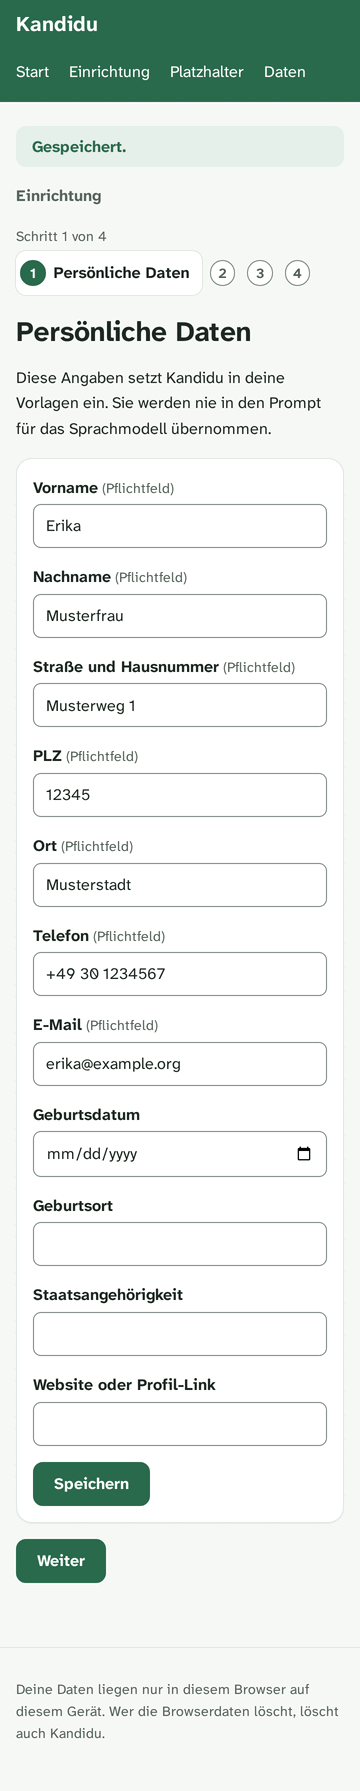 Kandidu
Start Einrichtung Platzhalter Daten
Gespeichert.
Einrichtung
Schritt 1 von 4
1 Persönliche Daten 2 3 4
Persönliche Daten
Diese Angaben setzt Kandidu in deine
Vorlagen ein. Sie werden nie in den Prompt
für das Sprachmodell übernommen.
Vorname (Pflichtfeld)
Erika
Nachname (Pflichtfeld)
Musterfrau
Straße und Hausnummer (Pflichtfeld)
Musterweg 1
PLZ (Pflichtfeld)
12345
Ort (Pflichtfeld)
Musterstadt
Telefon (Pflichtfeld)
+49 30 1234567
E-Mail (Pflichtfeld)
erika@example.org
Geburtsdatum
mm/dd/yyyy
Geburtsort
Staatsangehörigkeit
Website oder Profil-Link
Speichern
Weiter
Deine Daten liegen nur in diesem Browser auf
diesem Gerät. Wer die Browserdaten löscht, löscht
auch Kandidu.